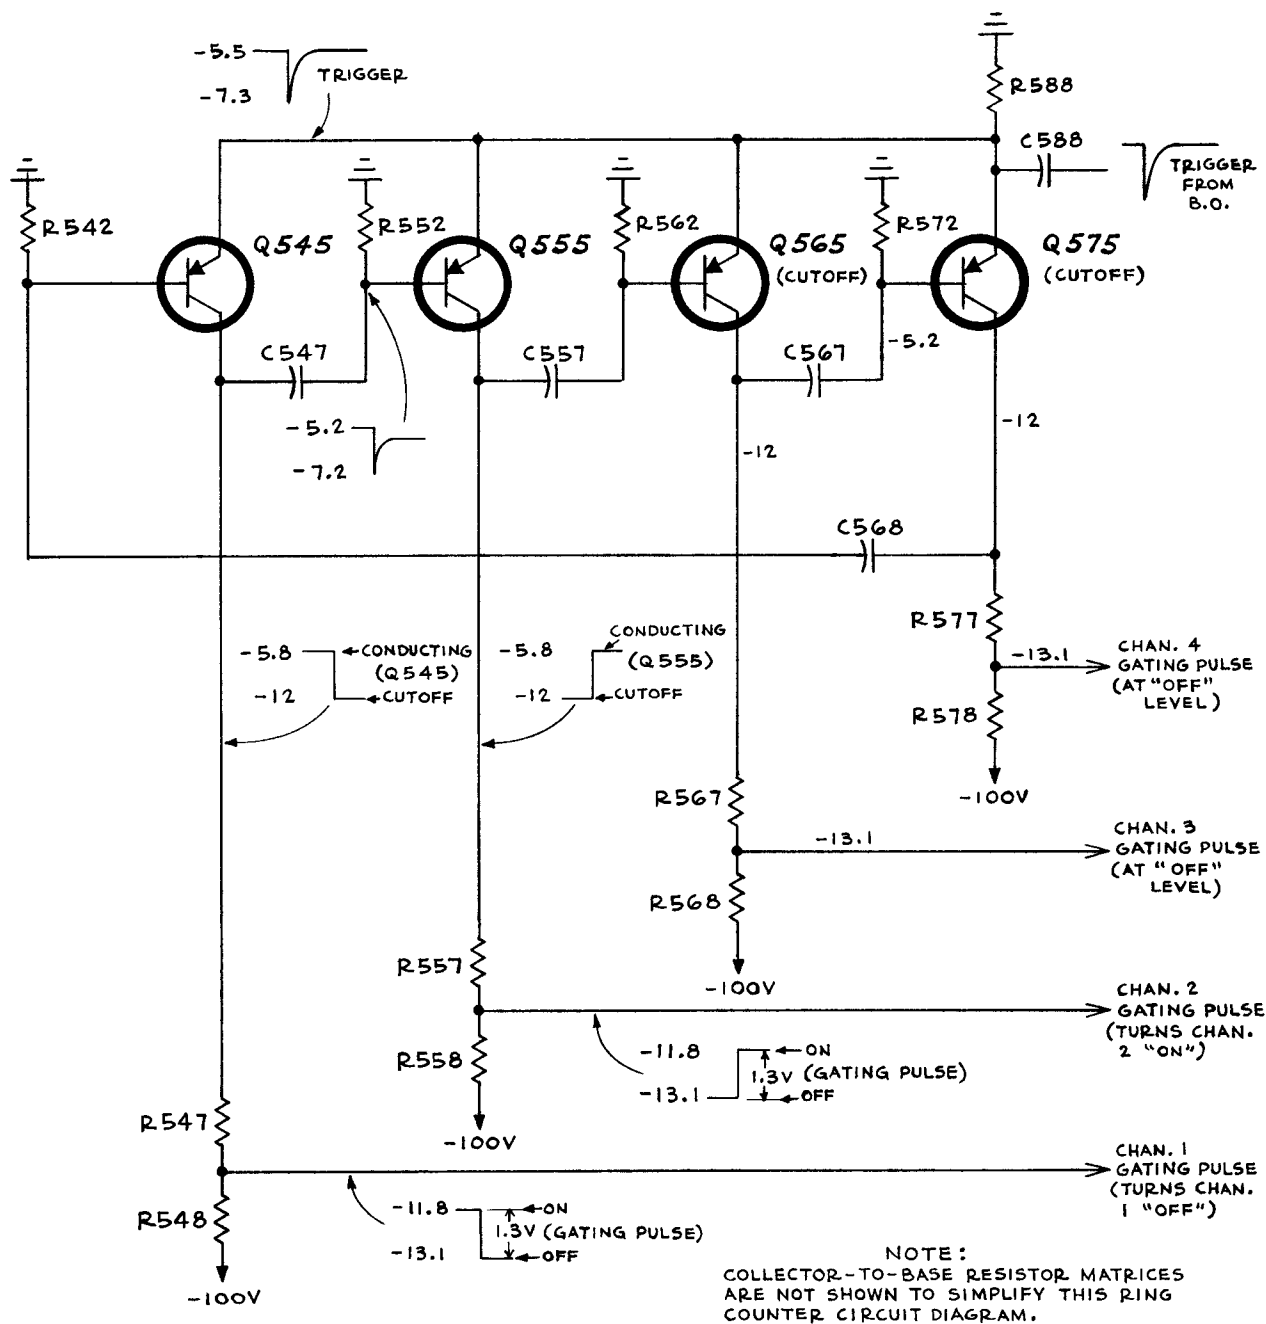 -5.5
TRIGGER
-7.3
R588
C588
TRIGGER
FROM
B.O.
R542
Q545
R552
Q555
R562
Q565
(CUTOFF)
R572
Q575
(CUTOFF)
C547
C557
C567
-5.2
-5.2
-7.2
-12
-12
C568
-5.8
CONDUCTING
(Q545)
-12
CUTOFF
-5.8
CONDUCTING
(Q555)
-12
CUTOFF
R577
-13.1
CHAN. 4
GATING PULSE
(AT "OFF"
LEVEL)
R578
-100V
R567
-13.1
CHAN. 3
GATING PULSE
(AT "OFF"
LEVEL)
R568
-100V
R557
CHAN. 2
GATING PULSE
(TURNS CHAN.
2 "ON")
R558
-11.8
ON
1.3V (GATING PULSE)
-13.1
OFF
-100V
R547
CHAN. 1
GATING PULSE
(TURNS CHAN.
1 "OFF")
R548
-11.8
ON
1.3V (GATING PULSE)
-13.1
OFF
-100V
NOTE:
COLLECTOR-TO-BASE RESISTOR MATRICES
ARE NOT SHOWN TO SIMPLIFY THIS RING
COUNTER CIRCUIT DIAGRAM.